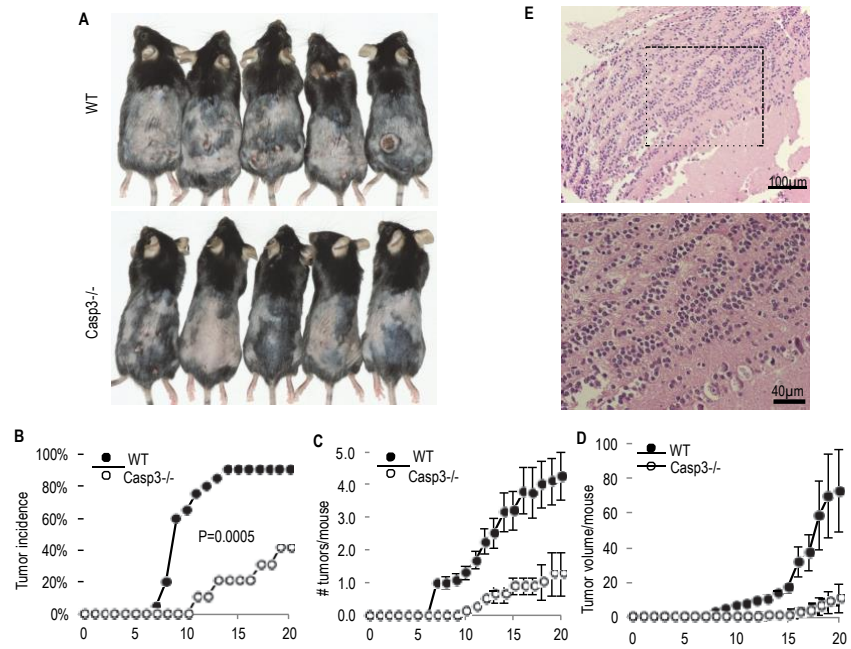 A
WT
Casp3-/-
E
100µm
40µm
B
WT
Casp3-/-
P=0.0005
Tumor incidence
100%
80%
60%
40%
20%
0%
0 5 10 15 20
C
WT
Casp3-/-
# tumors/mouse
5.0
4.0
3.0
2.0
1.0
0.0
0 5 10 15 20
D
WT
Casp3-/-
Tumor volume/mouse
100
80
60
40
20
0
0 5 10 15 20